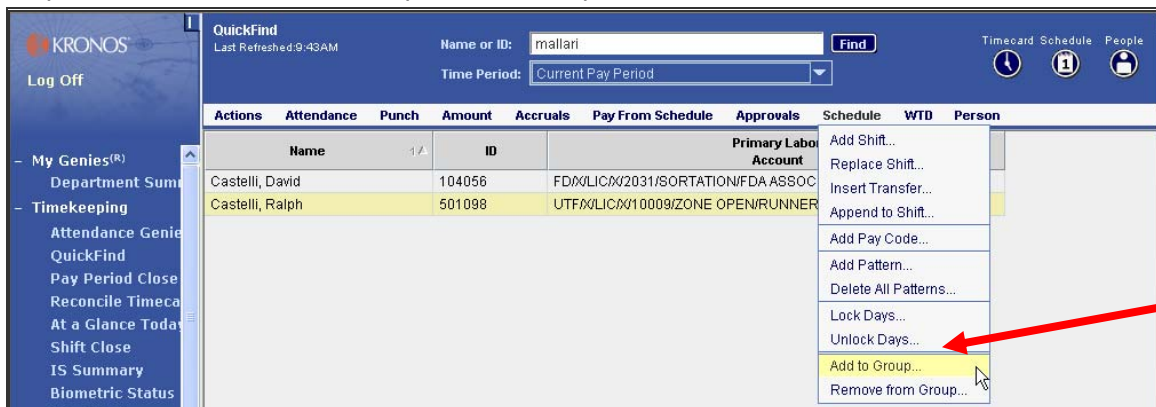 KRONOS
Log Off
QuickFind
Last Refreshed:9:43AM
Name or ID: mallari Find
Time Period: Current Pay Period
Timecard Schedule People
1
Actions Attendance Punch Amount Accruals Pay From Schedule Approvals Schedule WTD Person
Name 1 ID Primary Labor Account
Castelli, David 104056 FD/X/LIC/X/2031/SORTATION/FDA ASSOC
Castelli, Ralph 501098 UTF/X/LIC/X/10009/ZONE OPEN/RUNNER
Add Shift...
Replace Shift...
Insert Transfer...
Append to Shift...
Add Pay Code...
Add Pattern...
Delete All Patterns...
Lock Days...
Unlock Days...
Add to Group...
Remove from Group...
– My Genies(R)
Department Summ
– Timekeeping
Attendance Genie
QuickFind
Pay Period Close
Reconcile Timeca
At a Glance Today
Shift Close
IS Summary
Biometric Status